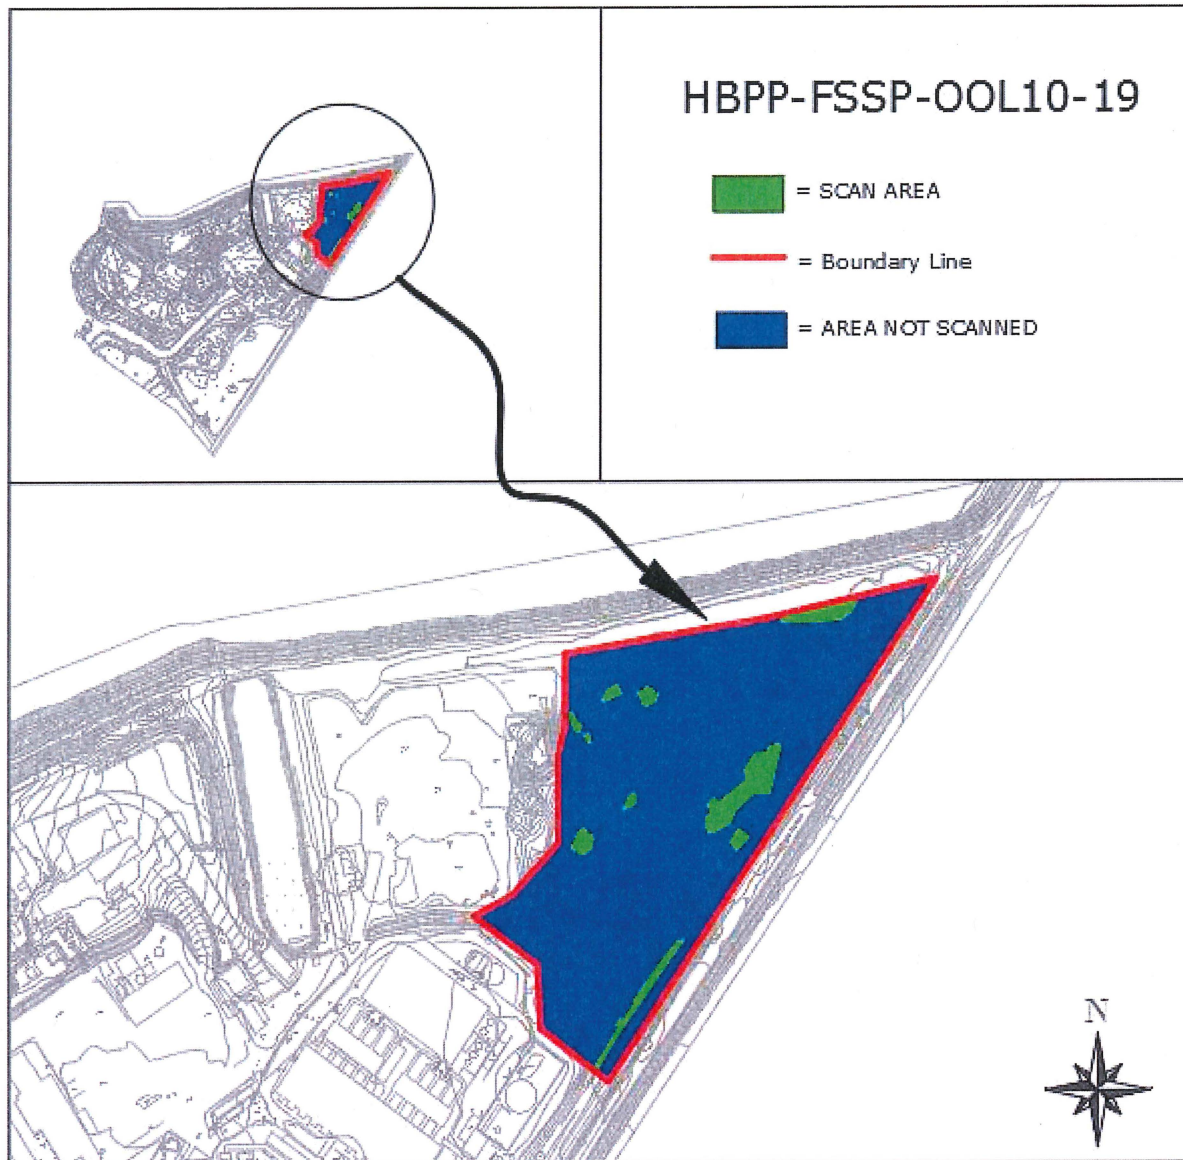 HBPP-FSSP-OOL10-19
= SCAN AREA
= Boundary Line
= AREA NOT SCANNED
N